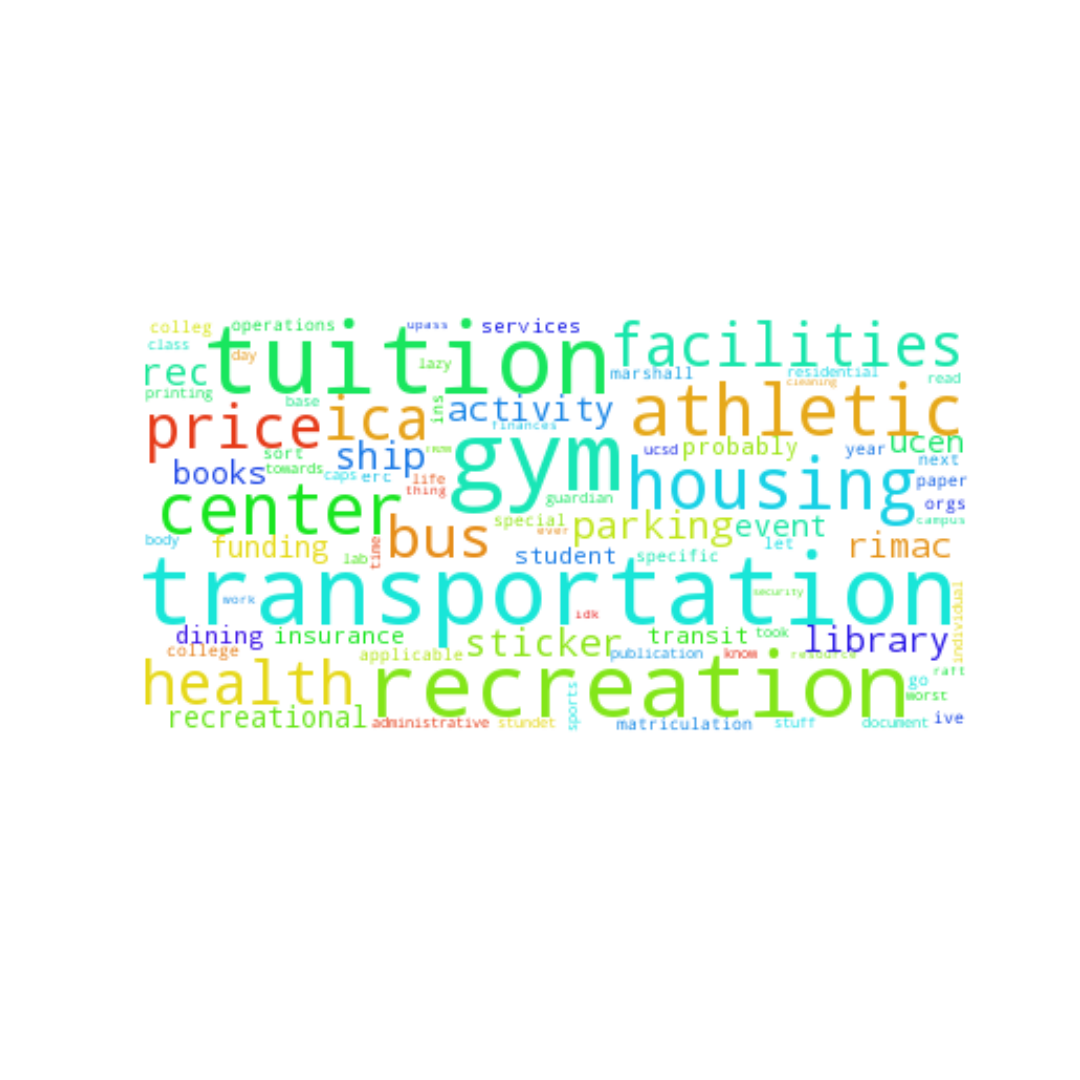 colleg operations upass services
tuition facilities
class day lazy marshall residential cleaning read
rec
printing base ins activity athletic
price ica finances
sort ship gym ucsd probably year ucen
books towards caps erc life housing next
thing guardian paper
center special parking event orgs
campus
body funding bus ever let rimac
lab time student specific
transportation
work idk security individual
dining insurance sticker transit took library
college applicable publication know resource
health recreation go raft
worst
recreational administrative stundet sports matriculation stuff document ive